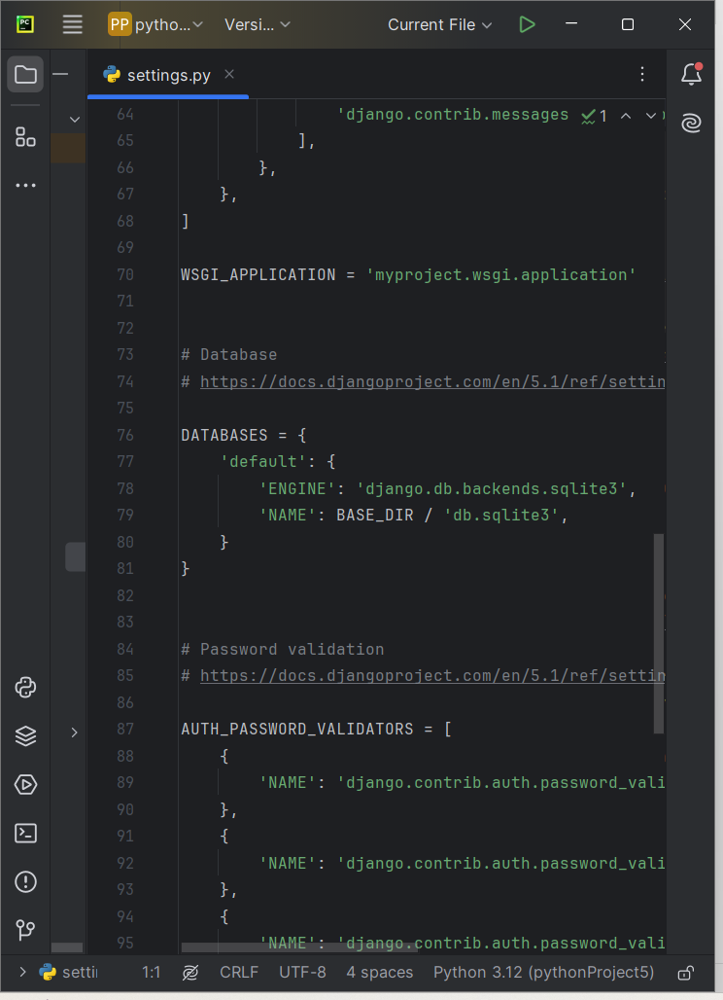 PC
PP pytho...
Versi...
Current File
settings.py
64 'django.contrib.messages 1
65 ],
66 },
67 },
68 ]
69
70 WSGI_APPLICATION = 'myproject.wsgi.application'
71
72
73 # Database
74 # https://docs.djangoproject.com/en/5.1/ref/settin
75
76 DATABASES = {
77 'default': {
78 'ENGINE': 'django.db.backends.sqlite3',
79 'NAME': BASE_DIR / 'db.sqlite3',
80 }
81 }
82
83
84 # Password validation
85 # https://docs.djangoproject.com/en/5.1/ref/settin
86
87 AUTH_PASSWORD_VALIDATORS = [
88 {
89 'NAME': 'django.contrib.auth.password_vali
90 },
91 {
92 'NAME': 'django.contrib.auth.password_vali
93 },
94 {
95 'NAME': 'django.contrib.auth.password_vali
setti 1:1 CRLF UTF-8 4 spaces Python 3.12 (pythonProject5)